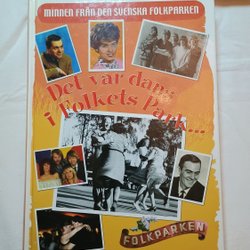 MINNEN FRÅN DEN SVENSKA FOLKPARKEN
Det var dans
i Folkets Park...
FOLKPARKEN